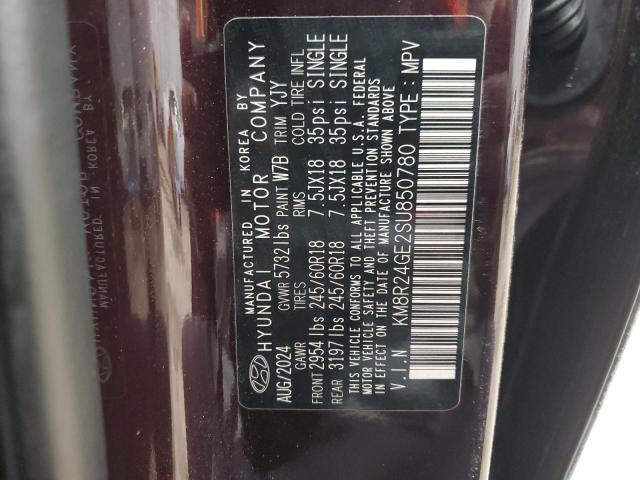 MANUFACTURED IN KOREA BY
HYUNDAI MOTOR COMPANY
AUG/2024 GVWR 5732 lbs PAINT W7B TRIM YJY
GAWR TIRES RIMS COLD TIRE INFL
FRONT 2954 lbs 245/60R18 7.5JX18 35psi SINGLE
REAR 3197 lbs 245/60R18 7.5JX18 35psi SINGLE
THIS VEHICLE CONFORMS TO ALL APPLICABLE U.S.A. FEDERAL
MOTOR VEHICLE SAFETY AND THEFT PREVENTION STANDARDS
IN EFFECT ON THE DATE OF MANUFACTURE SHOWN ABOVE
V.I.N KM8R24GE2SU850780 TYPE : MPV